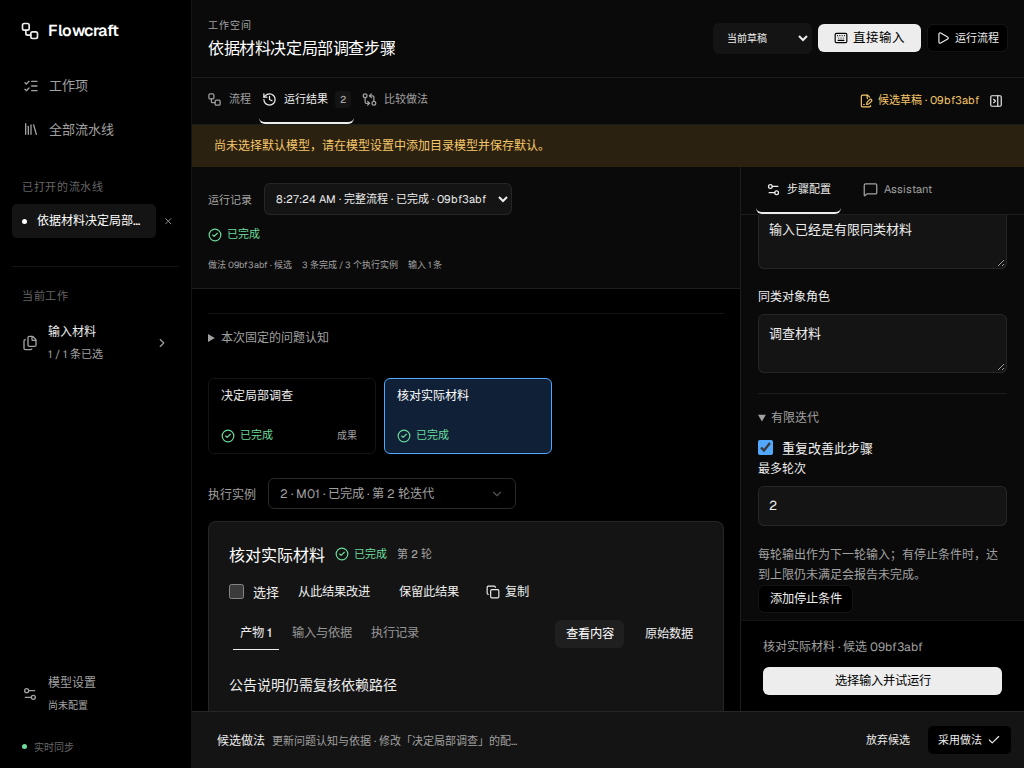 Flowcraft
工作项
全部流水线
已打开的流水线
依据材料决定局部...
当前工作
输入材料
1 / 1 条已选
模型设置
尚未配置
实时同步
工作空间
依据材料决定局部调查步骤
当前草稿
直接输入
运行流程
流程
运行结果 2
比较做法
候选草稿 · 09bf3abf
尚未选择默认模型，请在模型设置中添加目录模型并保存默认。
运行记录
8:27:24 AM · 完整流程 · 已完成 · 09bf3abf
已完成
做法 09bf3abf · 候选 3 条完成 / 3 个执行实例 输入 1 条
本次固定的问题认知
决定局部调查
已完成 成果
核对实际材料
已完成
执行实例
2 · M01 · 已完成 · 第 2 轮迭代
核对实际材料 已完成 第 2 轮
选择 从此结果改进 保留此结果 复制
产物 1 输入与依据 执行记录 查看内容 原始数据
公告说明仍需复核依赖路径
步骤配置
Assistant
输入已经是有限同类材料
同类对象角色
调查材料
有限迭代
重复改善此步骤
最多轮次
2
每轮输出作为下一轮输入；有停止条件时，达
到上限仍未满足会报告未完成。
添加停止条件
核对实际材料 · 候选 09bf3abf
选择输入并试运行
候选做法 更新问题认知与依据 · 修改「决定局部调查」的配...
放弃候选
采用做法